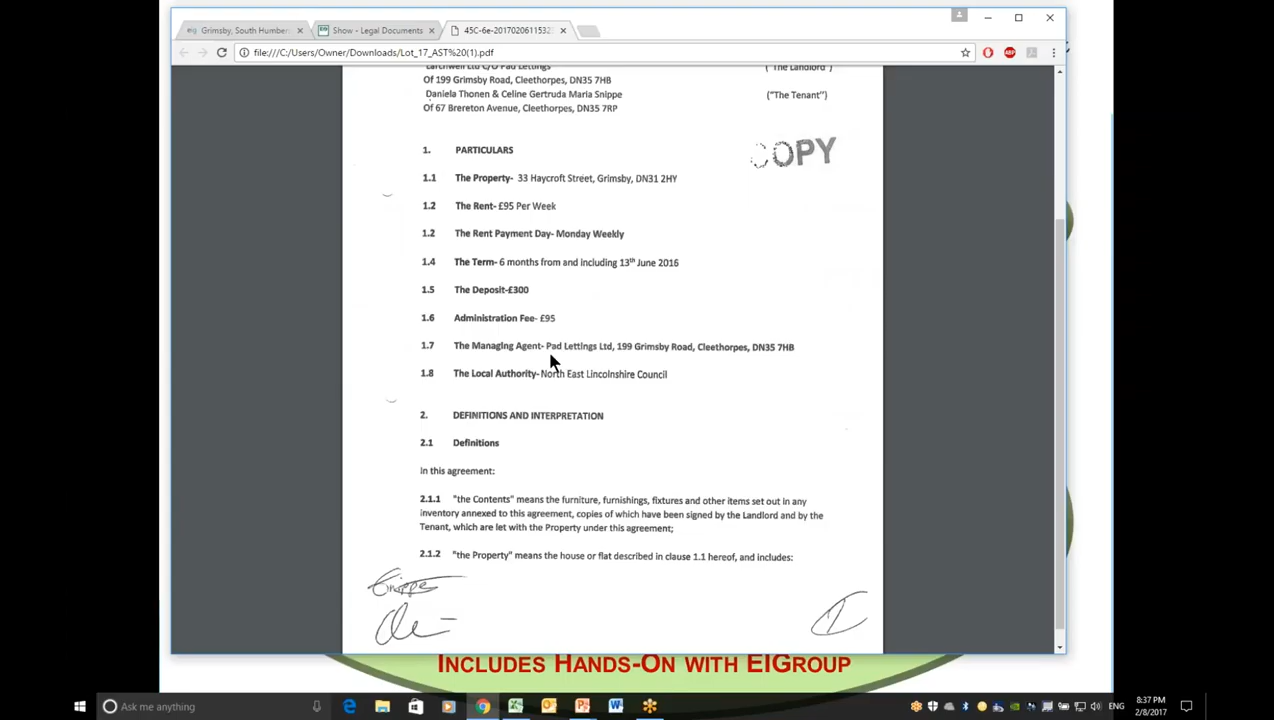 Grimsby, South Humbers
Show - Legal Documents
45C-6e-2017020611532
file:///C:/Users/Owner/Downloads/Lot_17_AST%20(1).pdf
Larchwell Ltd C/O Pad Lettings ("The Landlord")
Of 199 Grimsby Road, Cleethorpes, DN35 7HB
Daniela Thonen & Celine Gertruda Maria Snippe ("The Tenant")
Of 67 Brereton Avenue, Cleethorpes, DN35 7RP
COPY
1. PARTICULARS
1.1 The Property- 33 Haycroft Street, Grimsby, DN31 2HY
1.2 The Rent- £95 Per Week
1.2 The Rent Payment Day- Monday Weekly
1.4 The Term- 6 months from and including 13th June 2016
1.5 The Deposit-£300
1.6 Administration Fee- £95
1.7 The Managing Agent- Pad Lettings Ltd, 199 Grimsby Road, Cleethorpes, DN35 7HB
1.8 The Local Authority- North East Lincolnshire Council
2. DEFINITIONS AND INTERPRETATION
2.1 Definitions
In this agreement:
2.1.1 "the Contents" means the furniture, furnishings, fixtures and other items set out in any
inventory annexed to this agreement, copies of which have been signed by the Landlord and by the
Tenant, which are let with the Property under this agreement;
2.1.2 "the Property" means the house or flat described in clause 1.1 hereof, and includes:
Snippe
INCLUDES HANDS-ON WITH EIGROUP
Ask me anything
ENG
8:37 PM
2/8/2017